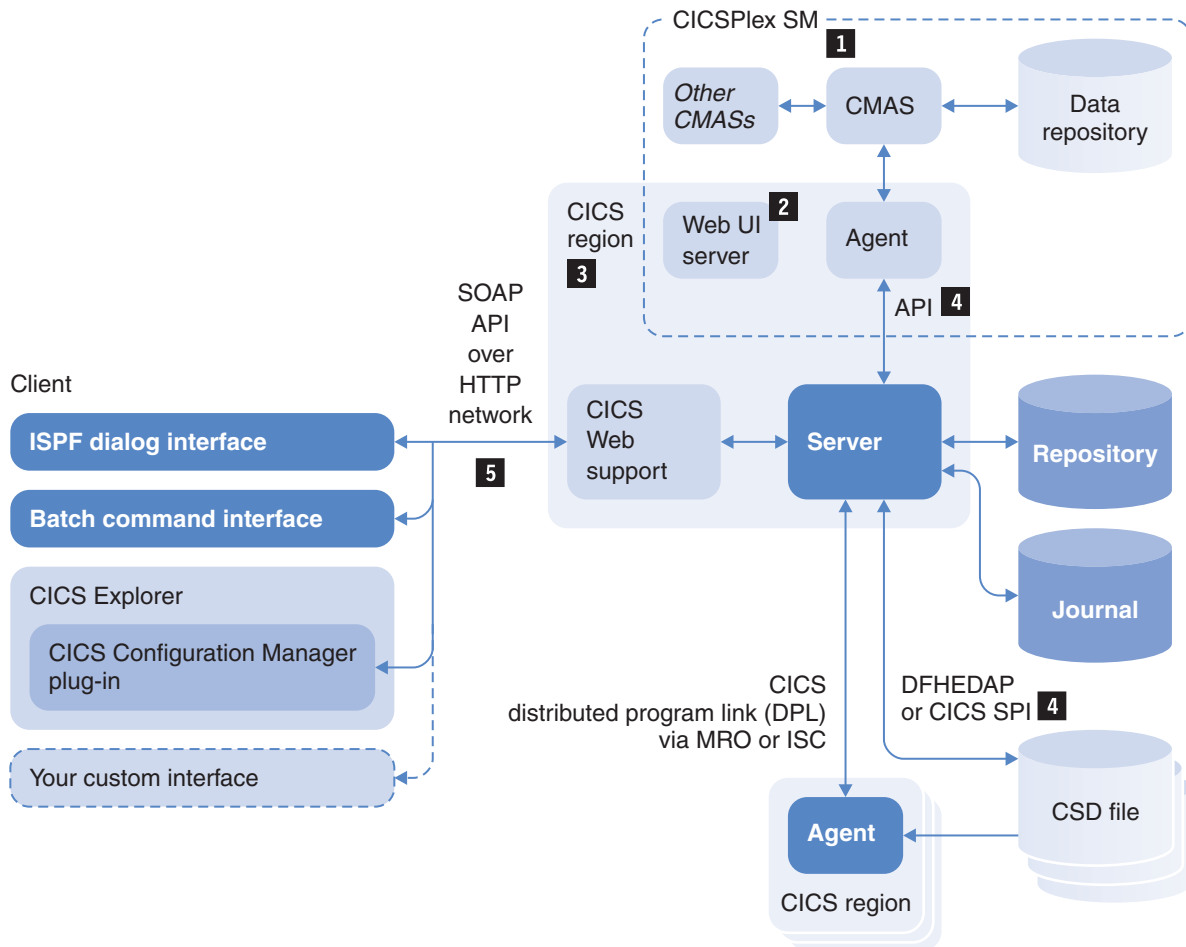 CICSPlex SM
1
Other
CMASs
CMAS
Data
repository
CICS
region
3
Web UI
server
2
Agent
API 4
SOAP
API
over
HTTP
network
5
Client
ISPF dialog interface
Batch command interface
CICS Explorer
CICS Configuration Manager
plug-in
Your custom interface
CICS
Web
support
Server
Repository
Journal
CICS
distributed program link (DPL)
via MRO or ISC
DFHEDAP
or CICS SPI 4
CSD file
Agent
CICS region